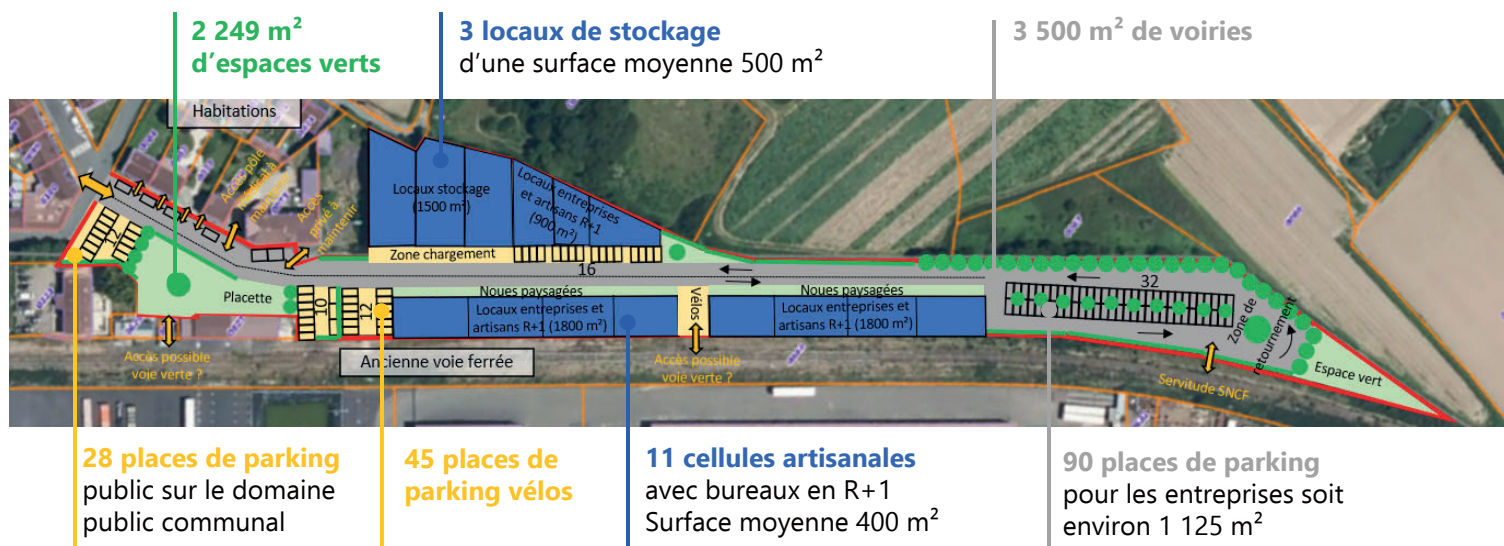 2 249 m²
d’espaces verts
3 locaux de stockage
d’une surface moyenne 500 m²
3 500 m² de voiries
Habitations
Accès pôle
Accès
privé à
maintenir
Locaux stockage
(1500 m²)
Locaux entreprises
et artisans R+1
(900 m²)
Zone chargement
16
12
Placette
10
12
Noues paysagées
Locaux entreprises et
artisans R+1 (1800 m²)
Vélos
Noues paysagées
Locaux entreprises et
artisans R+1 (1800 m²)
32
Zone de
retournement
Espace vert
Accès possible
voie verte ?
Ancienne voie ferrée
Accès possible
voie verte ?
Servitude SNCF
28 places de parking
public sur le domaine
public communal
45 places de
parking vélos
11 cellules artisanales
avec bureaux en R+1
Surface moyenne 400 m²
90 places de parking
pour les entreprises soit
environ 1 125 m²